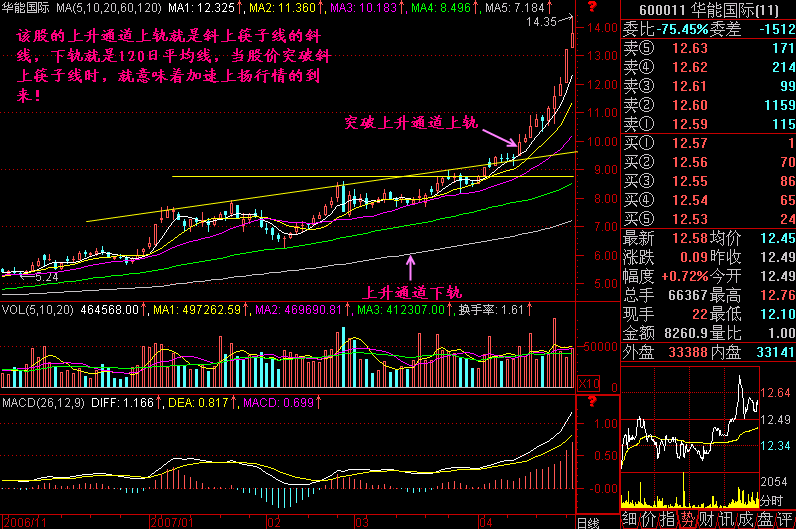 华能国际 MA(5,10,20,60,120) MA1: 12.325↑, MA2: 11.360↑, MA3: 10.183↑, MA4: 8.496↑, MA5: 7.184↑ ?
14.35
该股的上升通道上轨就是斜上筷子线的斜
线，下轨就是120日平均线，当股价突破斜
上筷子线时，就意味着加速上扬行情的到
来！
突破上升通道上轨
5.24
上升通道下轨
14.00
13.00
12.00
11.00
10.00
9.00
8.00
7.00
6.00
5.00
VOL(5,10,20) 464568.00↑, MA1: 497262.59↑, MA2: 469690.81↑, MA3: 412307.00↑ 换手率: 1.61↑ ?
50000
X10
0
MACD(26,12,9) DIFF: 1.166↑, DEA: 0.817↑, MACD: 0.699↑ ?
1.00
0.50
-0.00
2006/11 2007/01 02 03 04 日线
600011 华能国际(11)
委比 -75.45% 委差 -1512
卖⑤ 12.63 171
卖④ 12.62 214
卖③ 12.61 99
卖② 12.60 1159
卖① 12.59 115
买① 12.57 1
买② 12.56 70
买③ 12.55 86
买④ 12.54 65
买⑤ 12.53 24
最新 12.58 均价 12.45
涨跌 0.09 昨收 12.49
幅度 +0.72% 今开 12.49
总手 66367 最高 12.76
现手 22 最低 12.10
金额 8260.9 量比 1.00
外盘 33388 内盘 33141
12.64
12.49
12.34
2054
分时
细价指势财讯成盘评